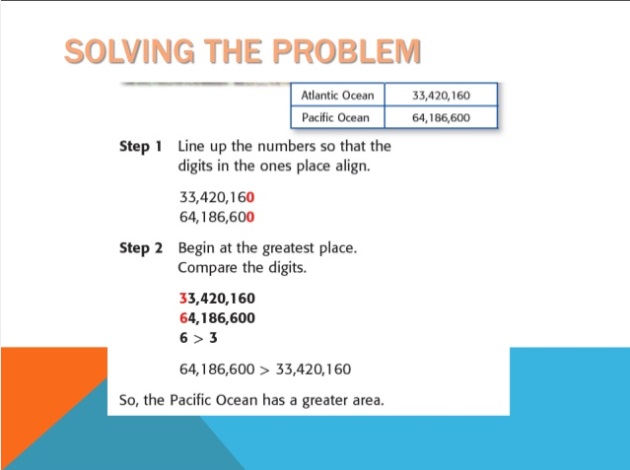 SOLVING THE PROBLEM
Atlantic Ocean 33,420,160
Pacific Ocean 64,186,600
Step 1 Line up the numbers so that the
digits in the ones place align.
33,420,160
64,186,600
Step 2 Begin at the greatest place.
Compare the digits.
33,420,160
64,186,600
6 > 3
64,186,600 > 33,420,160
So, the Pacific Ocean has a greater area.